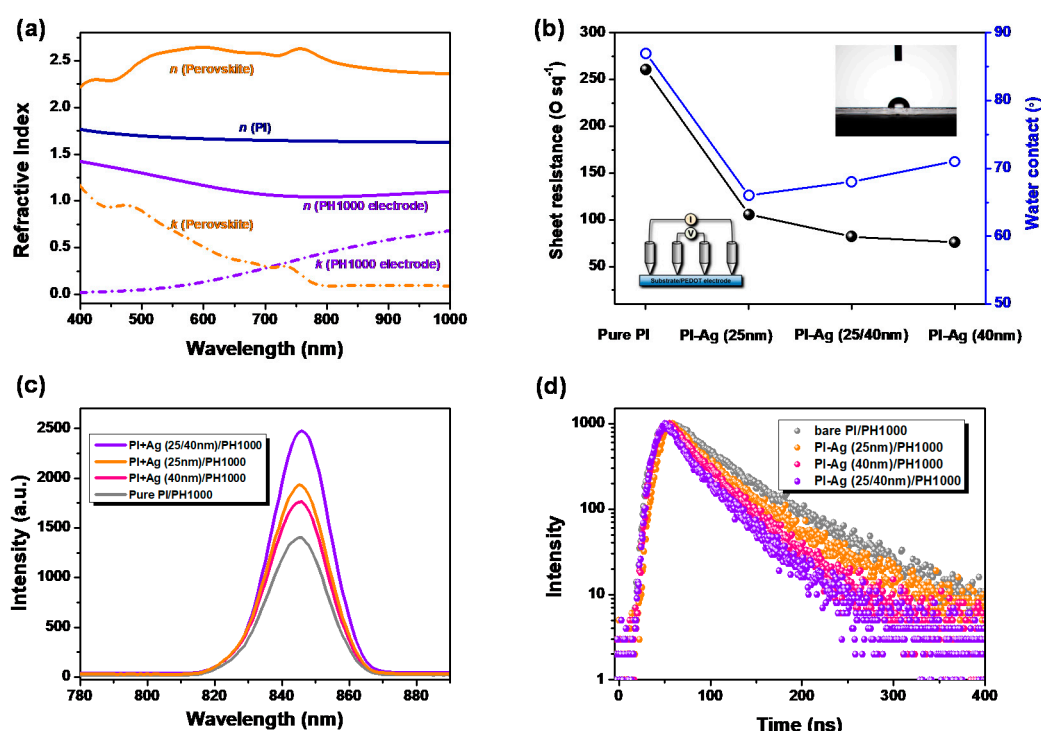 (a)
2.5
2.0
1.5
1.0
0.5
0.0
Refractive Index
n (Perovskite)
n (PI)
n (PH1000 electrode)
k (Perovskite)
k (PH1000 electrode)
400 500 600 700 800 900 1000
Wavelength (nm)
(b)
300
250
200
150
100
50
Sheet resistance (O sq⁻¹)
90
80
70
60
50
Water contact (°)
I
V
Substrate/PEDOT electrode
Pure PI PI-Ag (25nm) PI-Ag (25/40nm) PI-Ag (40nm)
(c)
2500
2000
1500
1000
500
0
Intensity (a.u.)
PI+Ag (25/40nm)/PH1000
PI+Ag (25nm)/PH1000
PI+Ag (40nm)/PH1000
Pure PI/PH1000
780 800 820 840 860 880
Wavelength (nm)
(d)
1000
100
10
1
Intensity
bare PI/PH1000
PI-Ag (25nm)/PH1000
PI-Ag (40nm)/PH1000
PI-Ag (25/40nm)/PH1000
0 100 200 300 400
Time (ns)